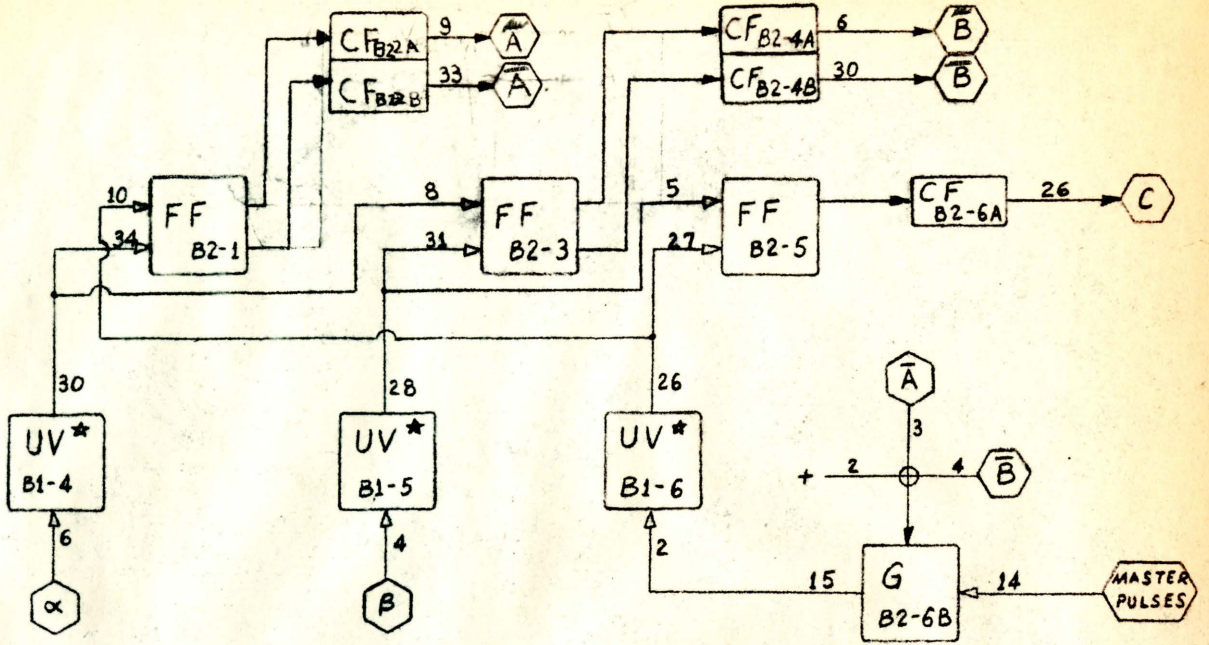 CF B2-2A
9
A
CF B2-4A
6
B
CF B2-2B
33
A̅
CF B2-4B
30
B̅
10
FF
B2-1
34
8
FF
B2-3
31
5
FF
B2-5
27
CF
B2-6A
26
C
30
28
26
UV*
B1-4
UV*
B1-5
UV*
B1-6
A̅
3
+ 2
4
B̅
6
4
2
15
G
B2-6B
14
MASTER
PULSES
α
β